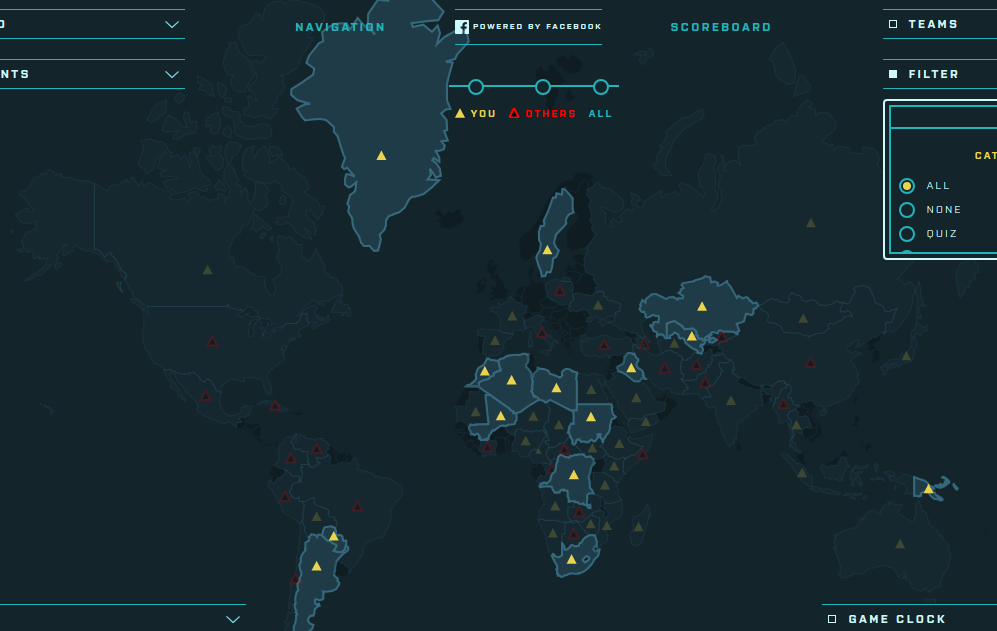 NAVIGATION
POWERED BY FACEBOOK
SCOREBOARD
TEAMS
NTS
FILTER
YOU OTHERS ALL
CAT
ALL
NONE
QUIZ
GAME CLOCK